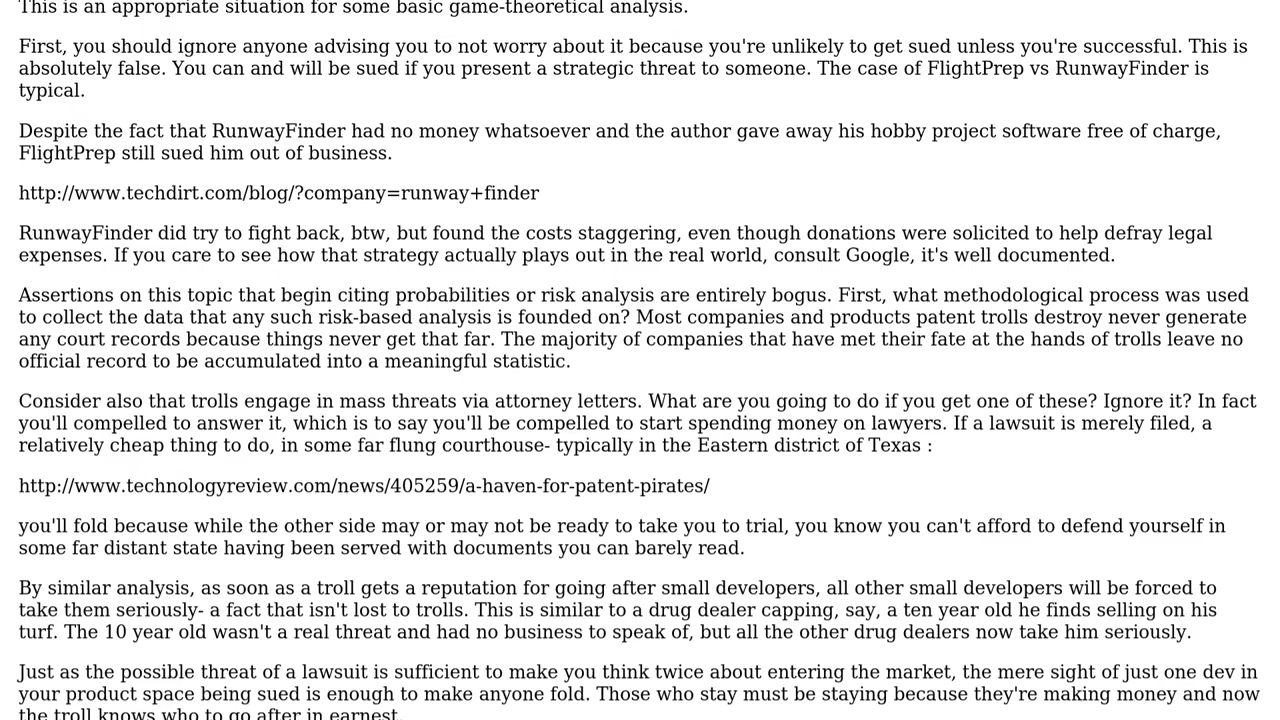 This is an appropriate situation for some basic game-theoretical analysis.
First, you should ignore anyone advising you to not worry about it because you're unlikely to get sued unless you're successful. This is
absolutely false. You can and will be sued if you present a strategic threat to someone. The case of FlightPrep vs RunwayFinder is
typical.
Despite the fact that RunwayFinder had no money whatsoever and the author gave away his hobby project software free of charge,
FlightPrep still sued him out of business.
http://www.techdirt.com/blog/?company=runway+finder
RunwayFinder did try to fight back, btw, but found the costs staggering, even though donations were solicited to help defray legal
expenses. If you care to see how that strategy actually plays out in the real world, consult Google, it's well documented.
Assertions on this topic that begin citing probabilities or risk analysis are entirely bogus. First, what methodological process was used
to collect the data that any such risk-based analysis is founded on? Most companies and products patent trolls destroy never generate
any court records because things never get that far. The majority of companies that have met their fate at the hands of trolls leave no
official record to be accumulated into a meaningful statistic.
Consider also that trolls engage in mass threats via attorney letters. What are you going to do if you get one of these? Ignore it? In fact
you'll compelled to answer it, which is to say you'll be compelled to start spending money on lawyers. If a lawsuit is merely filed, a
relatively cheap thing to do, in some far flung courthouse- typically in the Eastern district of Texas :
http://www.technologyreview.com/news/405259/a-haven-for-patent-pirates/
you'll fold because while the other side may or may not be ready to take you to trial, you know you can't afford to defend yourself in
some far distant state having been served with documents you can barely read.
By similar analysis, as soon as a troll gets a reputation for going after small developers, all other small developers will be forced to
take them seriously- a fact that isn't lost to trolls. This is similar to a drug dealer capping, say, a ten year old he finds selling on his
turf. The 10 year old wasn't a real threat and had no business to speak of, but all the other drug dealers now take him seriously.
Just as the possible threat of a lawsuit is sufficient to make you think twice about entering the market, the mere sight of just one dev in
your product space being sued is enough to make anyone fold. Those who stay must be staying because they're making money and now
the troll knows who to go after in earnest.